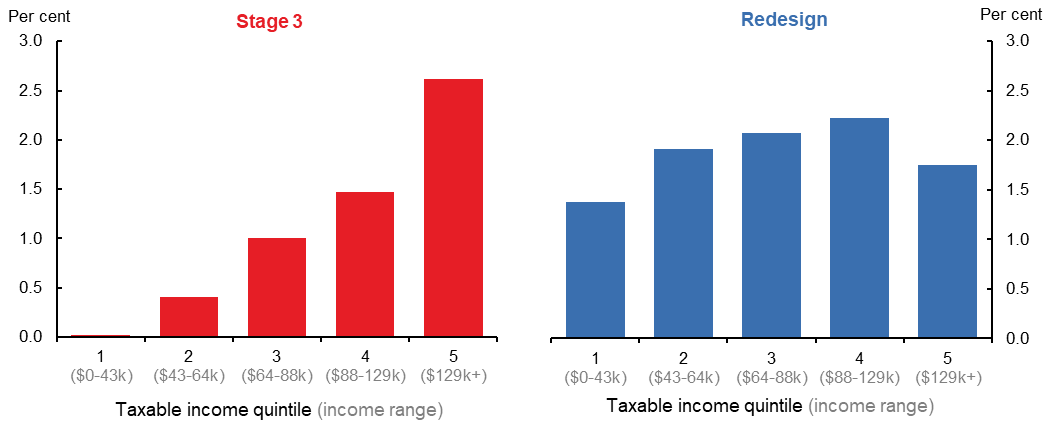 Per cent
Stage 3
3.0
2.5
2.0
1.5
1.0
0.5
0.0
1 2 3 4 5
($0-43k) ($43-64k) ($64-88k) ($88-129k) ($129k+)
Taxable income quintile (income range)
Per cent
Redesign
3.0
2.5
2.0
1.5
1.0
0.5
0.0
1 2 3 4 5
($0-43k) ($43-64k) ($64-88k) ($88-129k) ($129k+)
Taxable income quintile (income range)